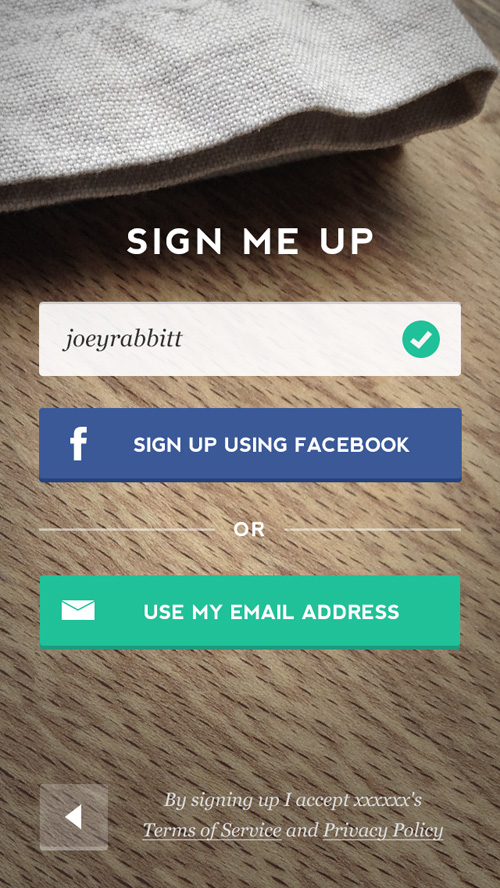 SIGN ME UP
joeyrabbitt
SIGN UP USING FACEBOOK
OR
USE MY EMAIL ADDRESS
By signing up I accept xxxxxx's
Terms of Service and Privacy Policy